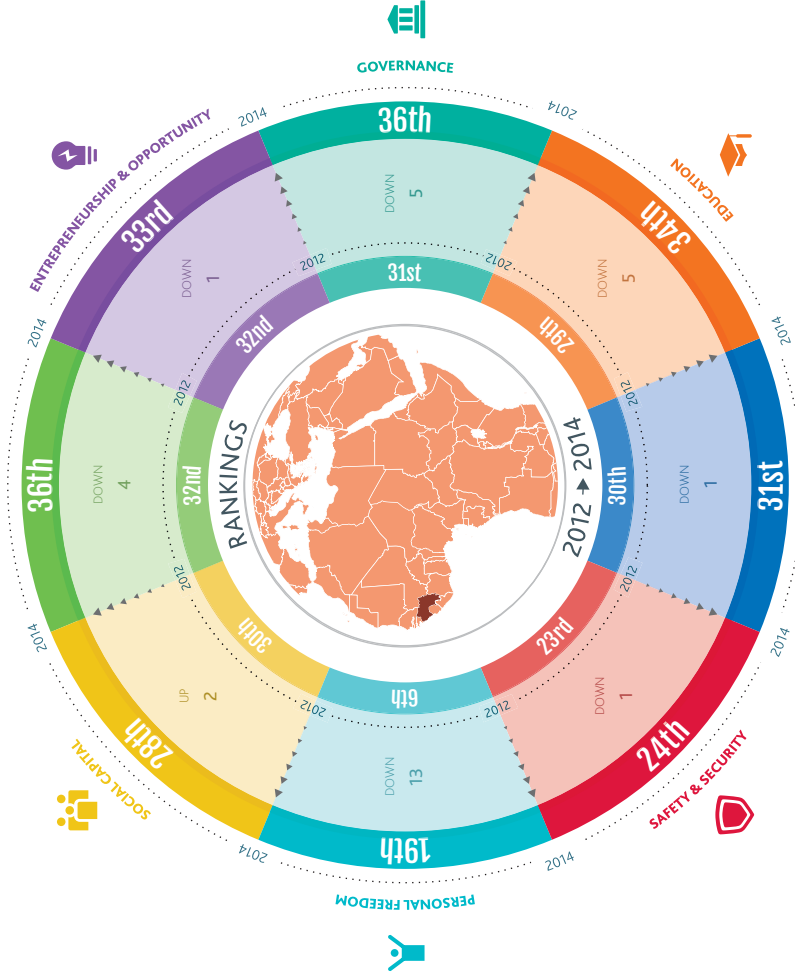 GOVERNANCE
2014
36th
2014
DOWN
5
2012
31st
2012
EDUCATION
34th
DOWN
5
29th
2014
2012
31st
DOWN
1
30th
2014
2012
SAFETY & SECURITY
24th
DOWN
1
23rd
2014
2012
PERSONAL FREEDOM
19th
DOWN
13
6th
2014
2012
SOCIAL CAPITAL
28th
UP
2
30th
2014
2012
36th
DOWN
4
32nd
2014
2012
ENTREPRENEURSHIP & OPPORTUNITY
33rd
DOWN
1
32nd
RANKINGS
2012 ▸ 2014